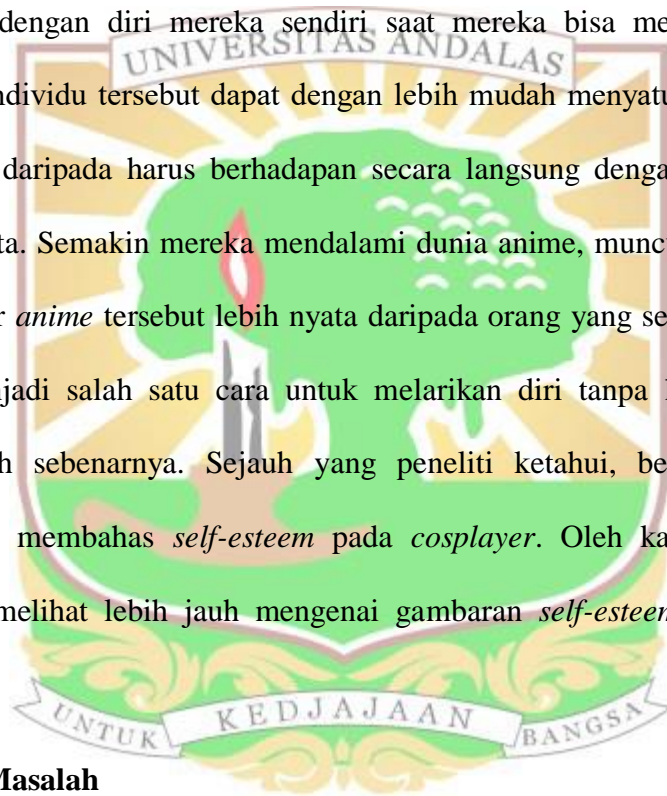 dengan diri mereka sendiri saat mereka bisa me
UNIVERSITAS ANDALAS
ndividu tersebut dapat dengan lebih mudah menyatu
daripada harus berhadapan secara langsung denga
ta. Semakin mereka mendalami dunia anime, munc
r anime tersebut lebih nyata daripada orang yang se
njadi salah satu cara untuk melarikan diri tanpa
h sebenarnya. Sejauh yang peneliti ketahui, be
membahas self-esteem pada cosplayer. Oleh ka
melihat lebih jauh mengenai gambaran self-esteem
UNTUK KEDJAJAAN BANGSA
Masalah